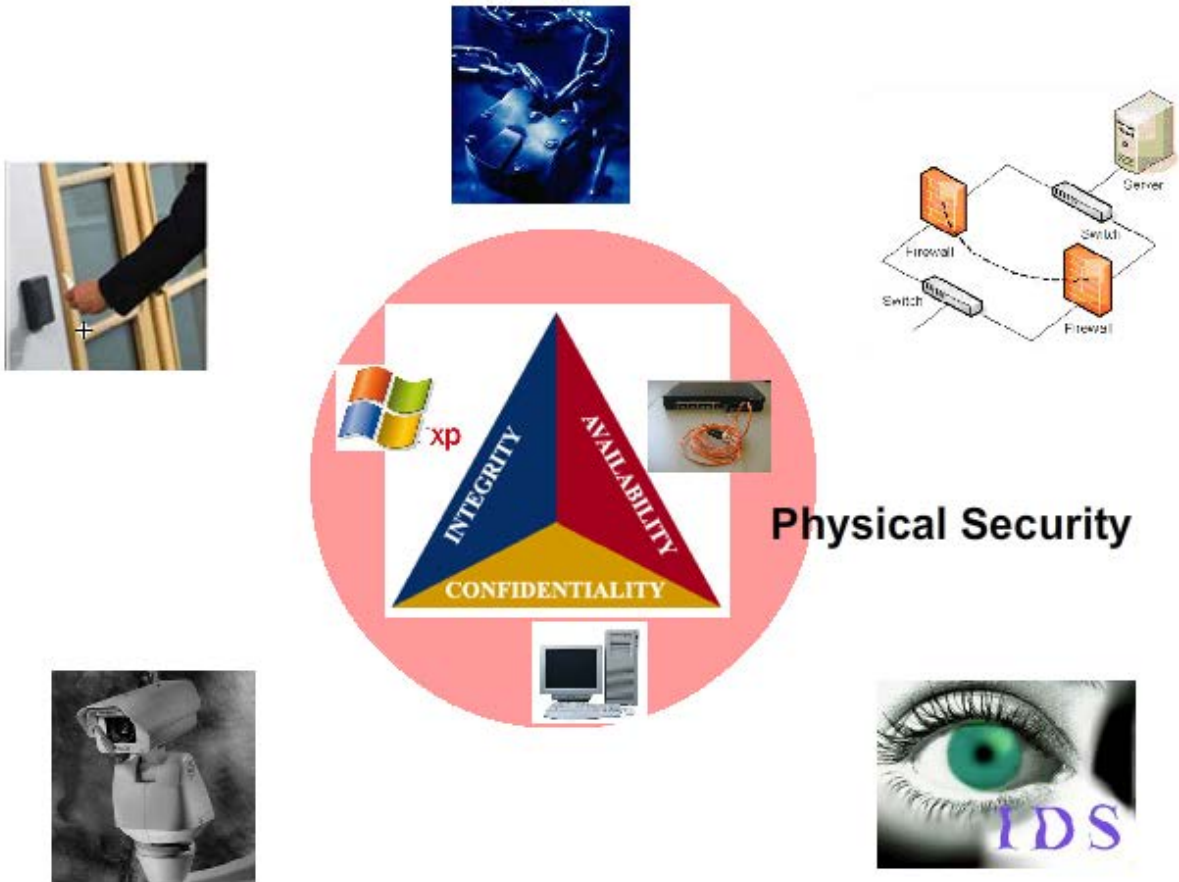 Server
Switch
Firewall
Switch
Firewall
xp
INTEGRITY
AVAILABILITY
CONFIDENTIALITY
Physical Security
IDS